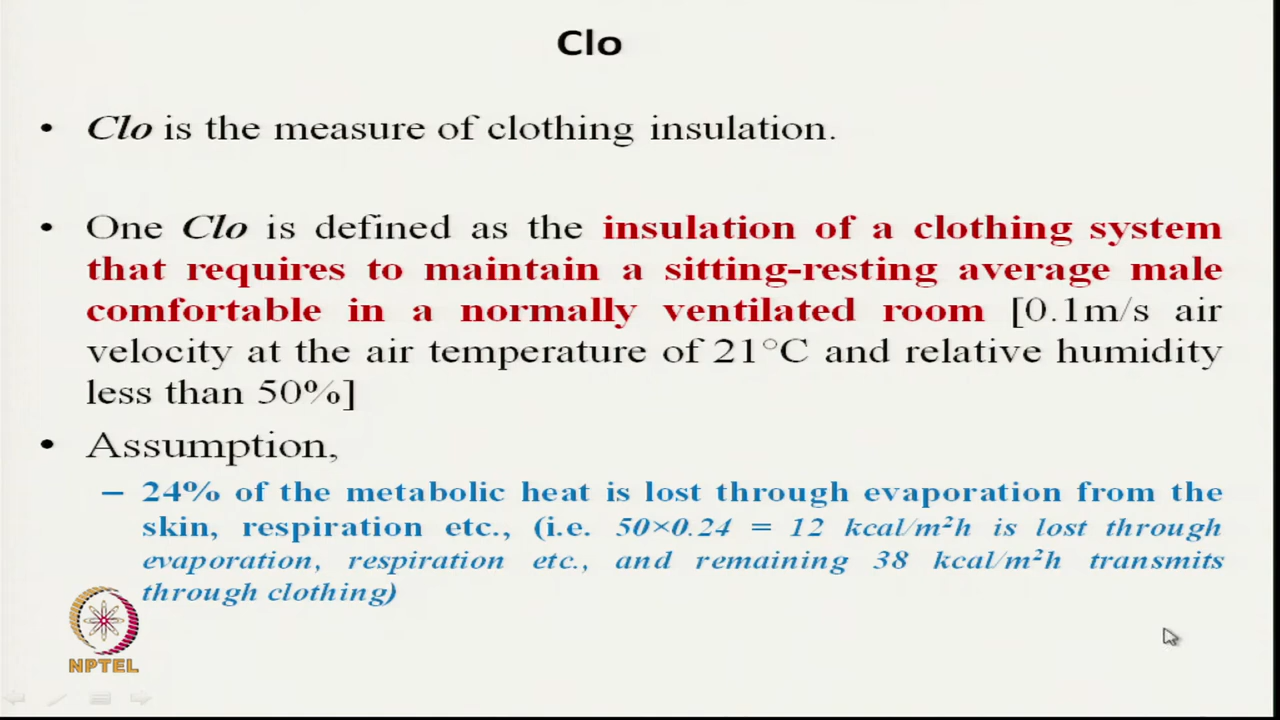 Clo
• Clo is the measure of clothing insulation.
• One Clo is defined as the insulation of a clothing system
that requires to maintain a sitting-resting average male
comfortable in a normally ventilated room [0.1m/s air
velocity at the air temperature of 21°C and relative humidity
less than 50%]
• Assumption,
– 24% of the metabolic heat is lost through evaporation from the
skin, respiration etc., (i.e. 50×0.24 = 12 kcal/m²h is lost through
evaporation, respiration etc., and remaining 38 kcal/m²h transmits
through clothing)
NPTEL